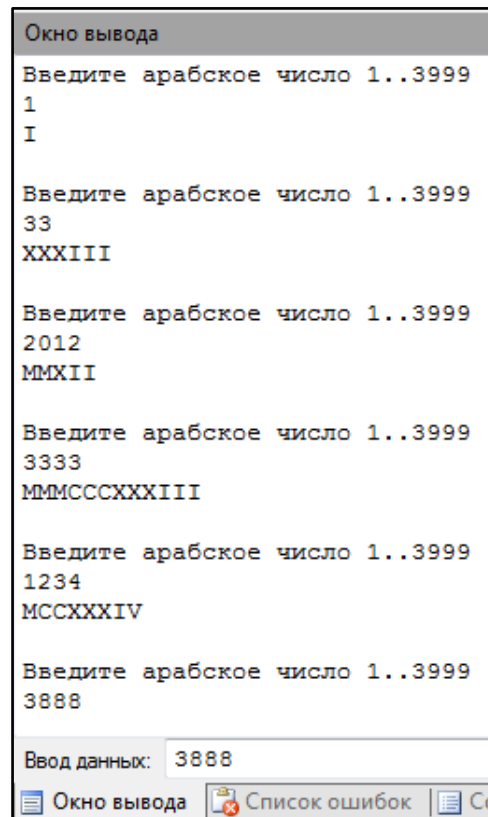 Окно вывода
Введите арабское число 1..3999
1
I
Введите арабское число 1..3999
33
XXXIII
Введите арабское число 1..3999
2012
MMXII
Введите арабское число 1..3999
3333
MMMCCCXXXIII
Введите арабское число 1..3999
1234
MCCXXXIV
Введите арабское число 1..3999
3888
Ввод данных: 3888
Окно вывода Список ошибок